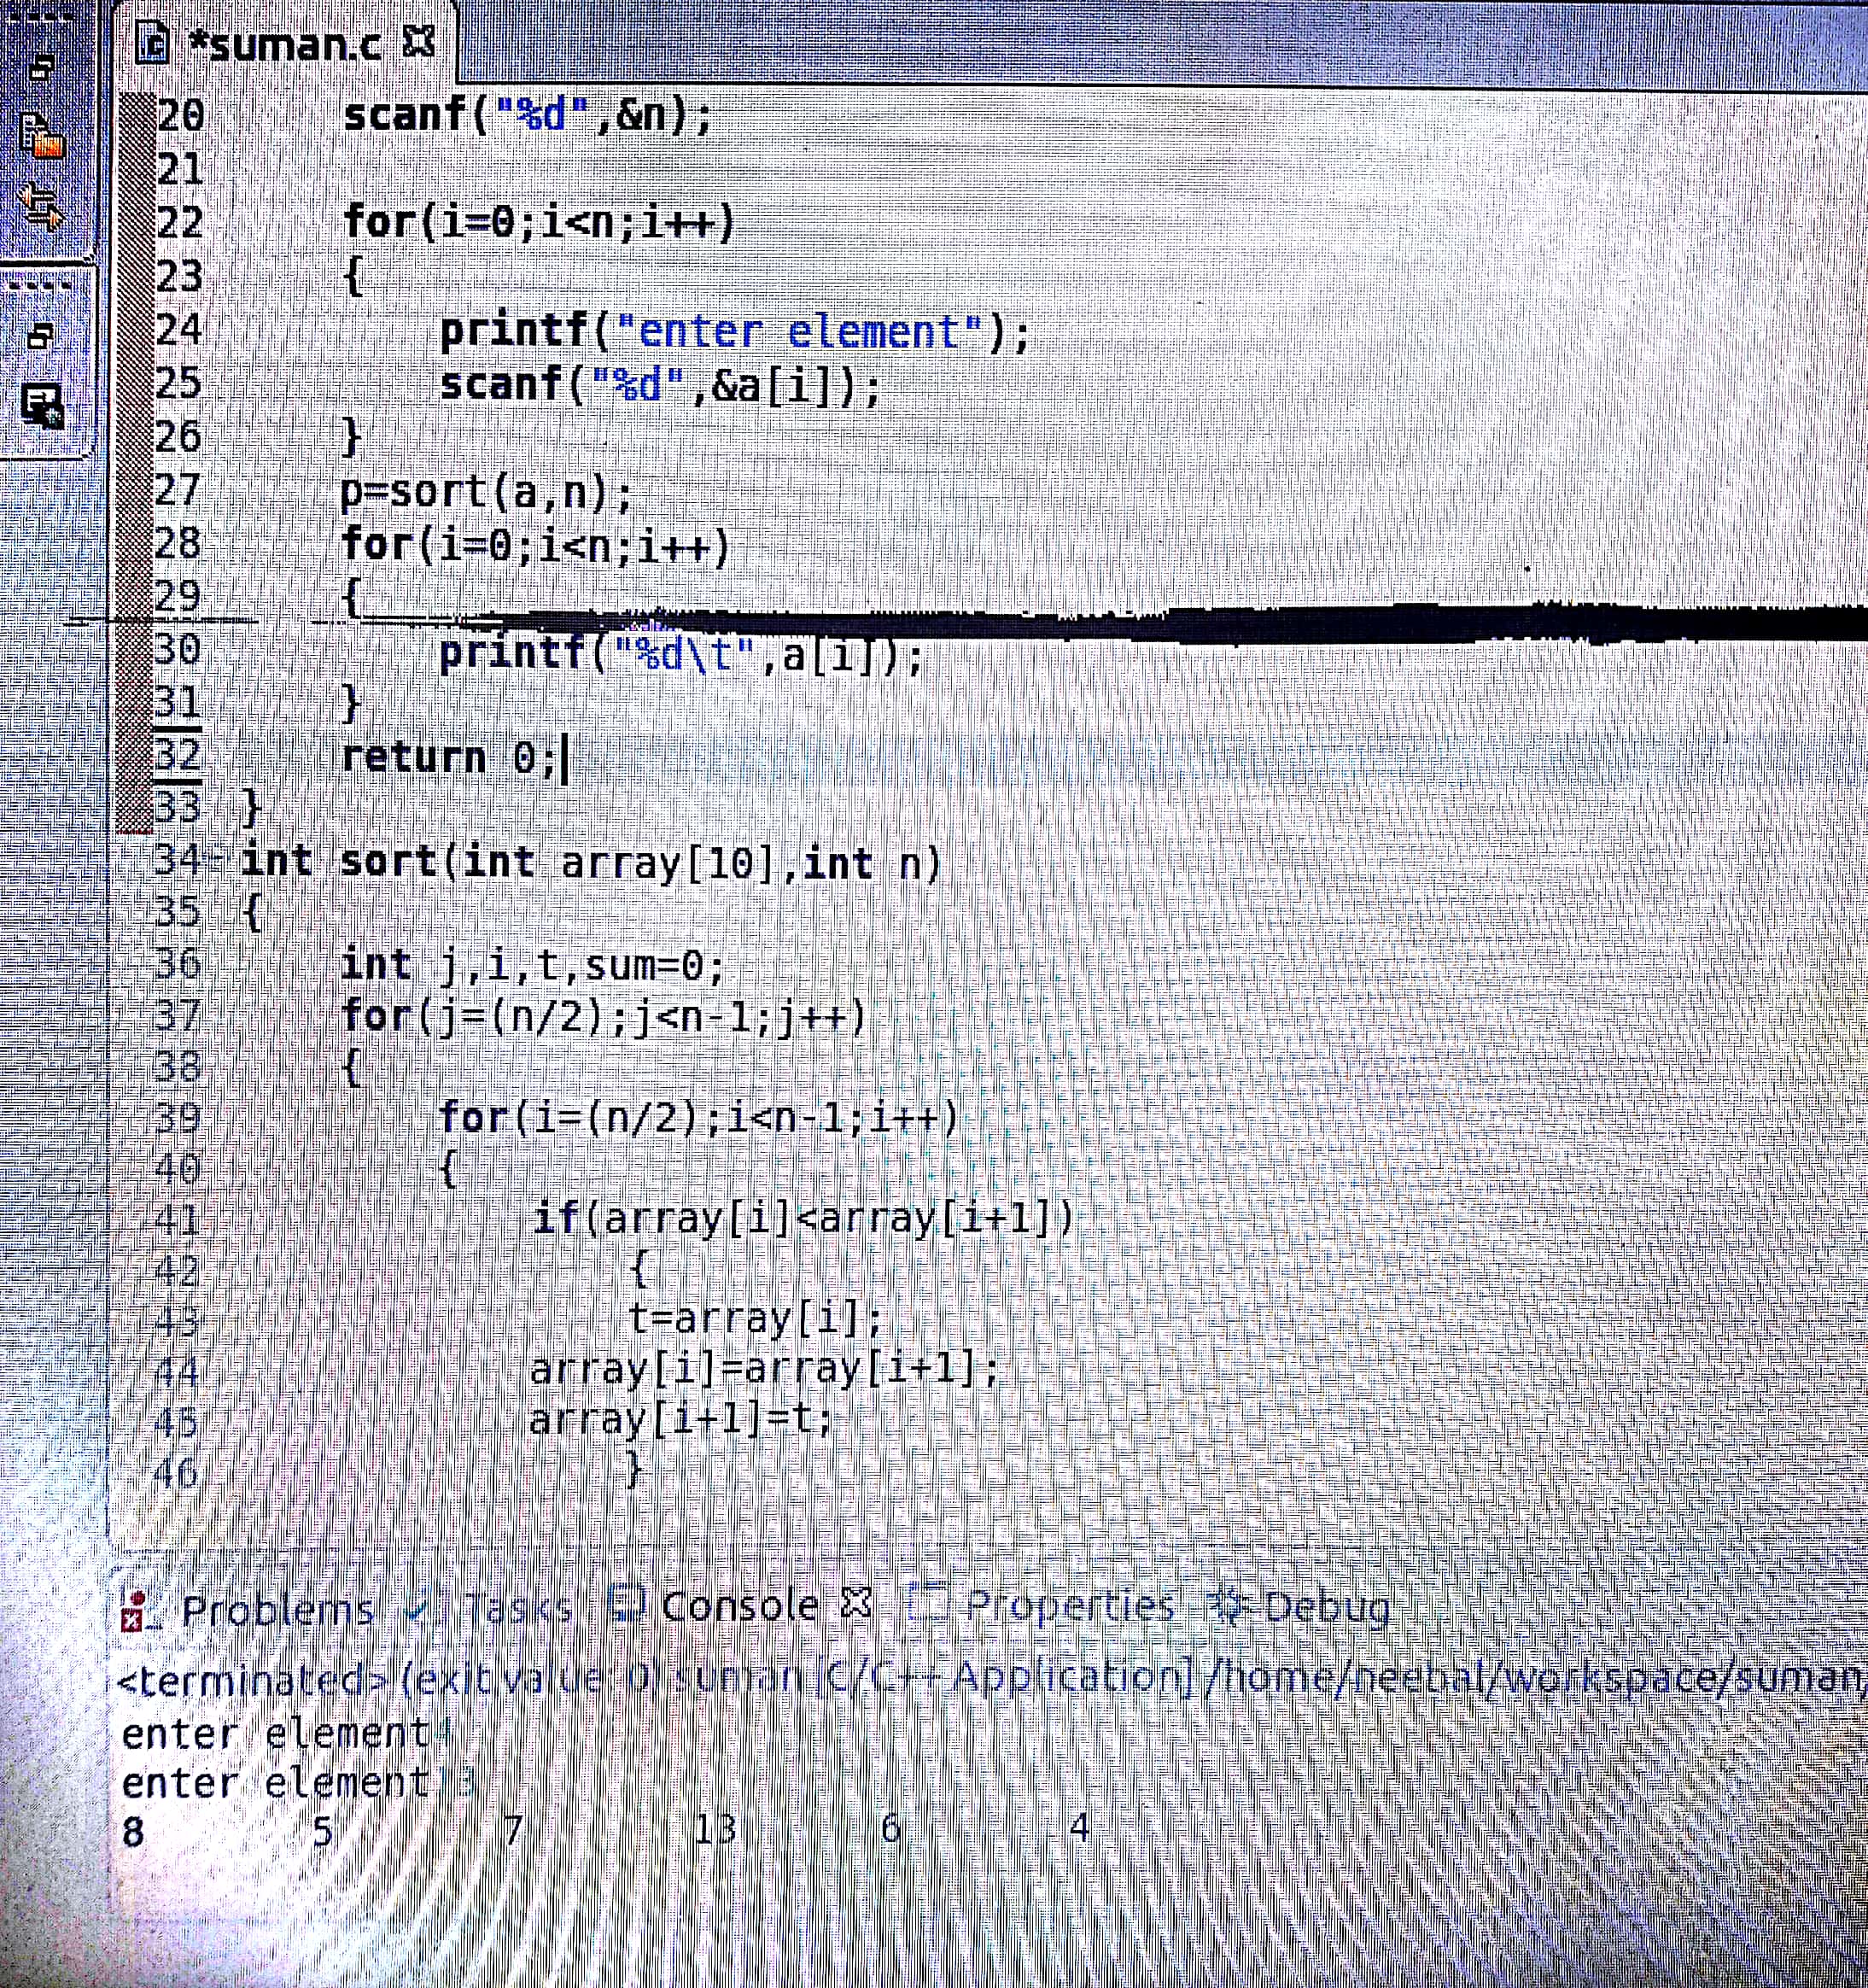 *suman.c
20 scanf("%d",&n);
21
22 for(i=0;i<n;i++)
23 {
24 printf("enter element");
25 scanf("%d",&a[i]);
26 }
27 p=sort(a,n);
28 for(i=0;i<n;i++)
29 {
30 printf("%d\t",a[i]);
31 }
32 return 0;
33 }
34 int sort(int array[10],int n)
35 {
36 int j,i,t,sum=0;
37 for(j=(n/2);j<n-1;j++)
38 {
39 for(i=(n/2);i<n-1;i++)
40 {
41 if(array[i]<array[i+1])
42 {
43 t=array[i];
44 array[i]=array[i+1];
45 array[i+1]=t;
46 }
Problems Tasks Console Properties Debug
<terminated> (exit value: 0) suman [C/C++ Application] /home/neebal/workspace/suman/
enter element4
enter element13
8 5 7 13 6 4